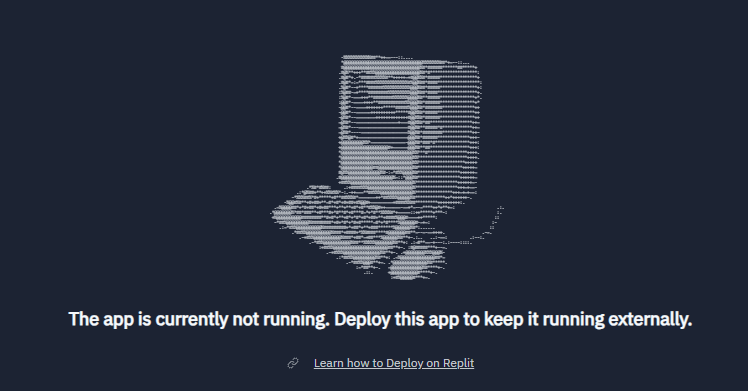 The app is currently not running. Deploy this app to keep it running externally.
Learn how to Deploy on Replit